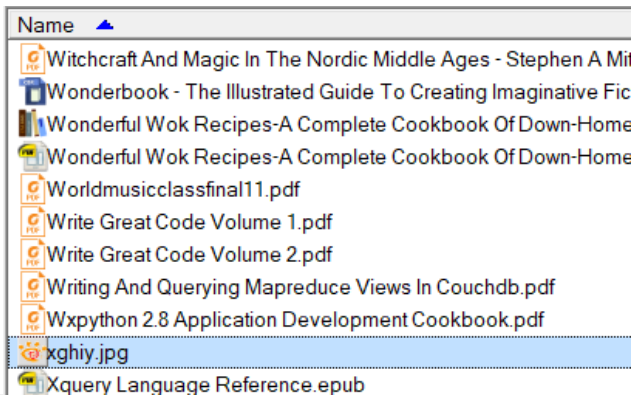 Name
Witchcraft And Magic In The Nordic Middle Ages - Stephen A Mit
Wonderbook - The Illustrated Guide To Creating Imaginative Fic
Wonderful Wok Recipes-A Complete Cookbook Of Down-Home
Wonderful Wok Recipes-A Complete Cookbook Of Down-Home
Worldmusicclassfinal11.pdf
Write Great Code Volume 1.pdf
Write Great Code Volume 2.pdf
Writing And Querying Mapreduce Views In Couchdb.pdf
Wxpython 2.8 Application Development Cookbook.pdf
xghiy.jpg
Xquery Language Reference.epub